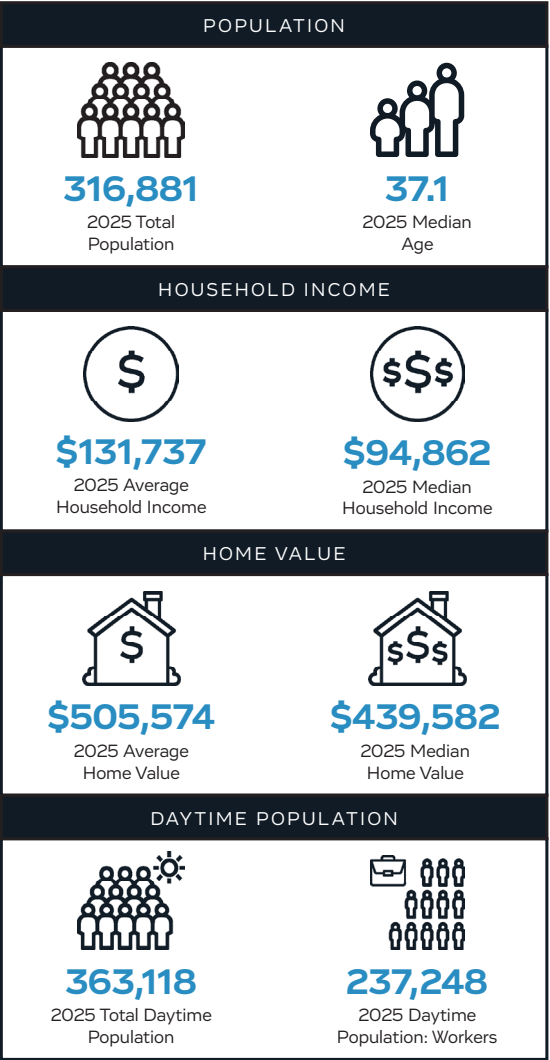 POPULATION
316,881
2025 Total
Population
37.1
2025 Median
Age
HOUSEHOLD INCOME
$
$131,737
2025 Average
Household Income
$$$
$94,862
2025 Median
Household Income
HOME VALUE
$
$505,574
2025 Average
Home Value
$$$
$439,582
2025 Median
Home Value
DAYTIME POPULATION
363,118
2025 Total Daytime
Population
237,248
2025 Daytime
Population: Workers